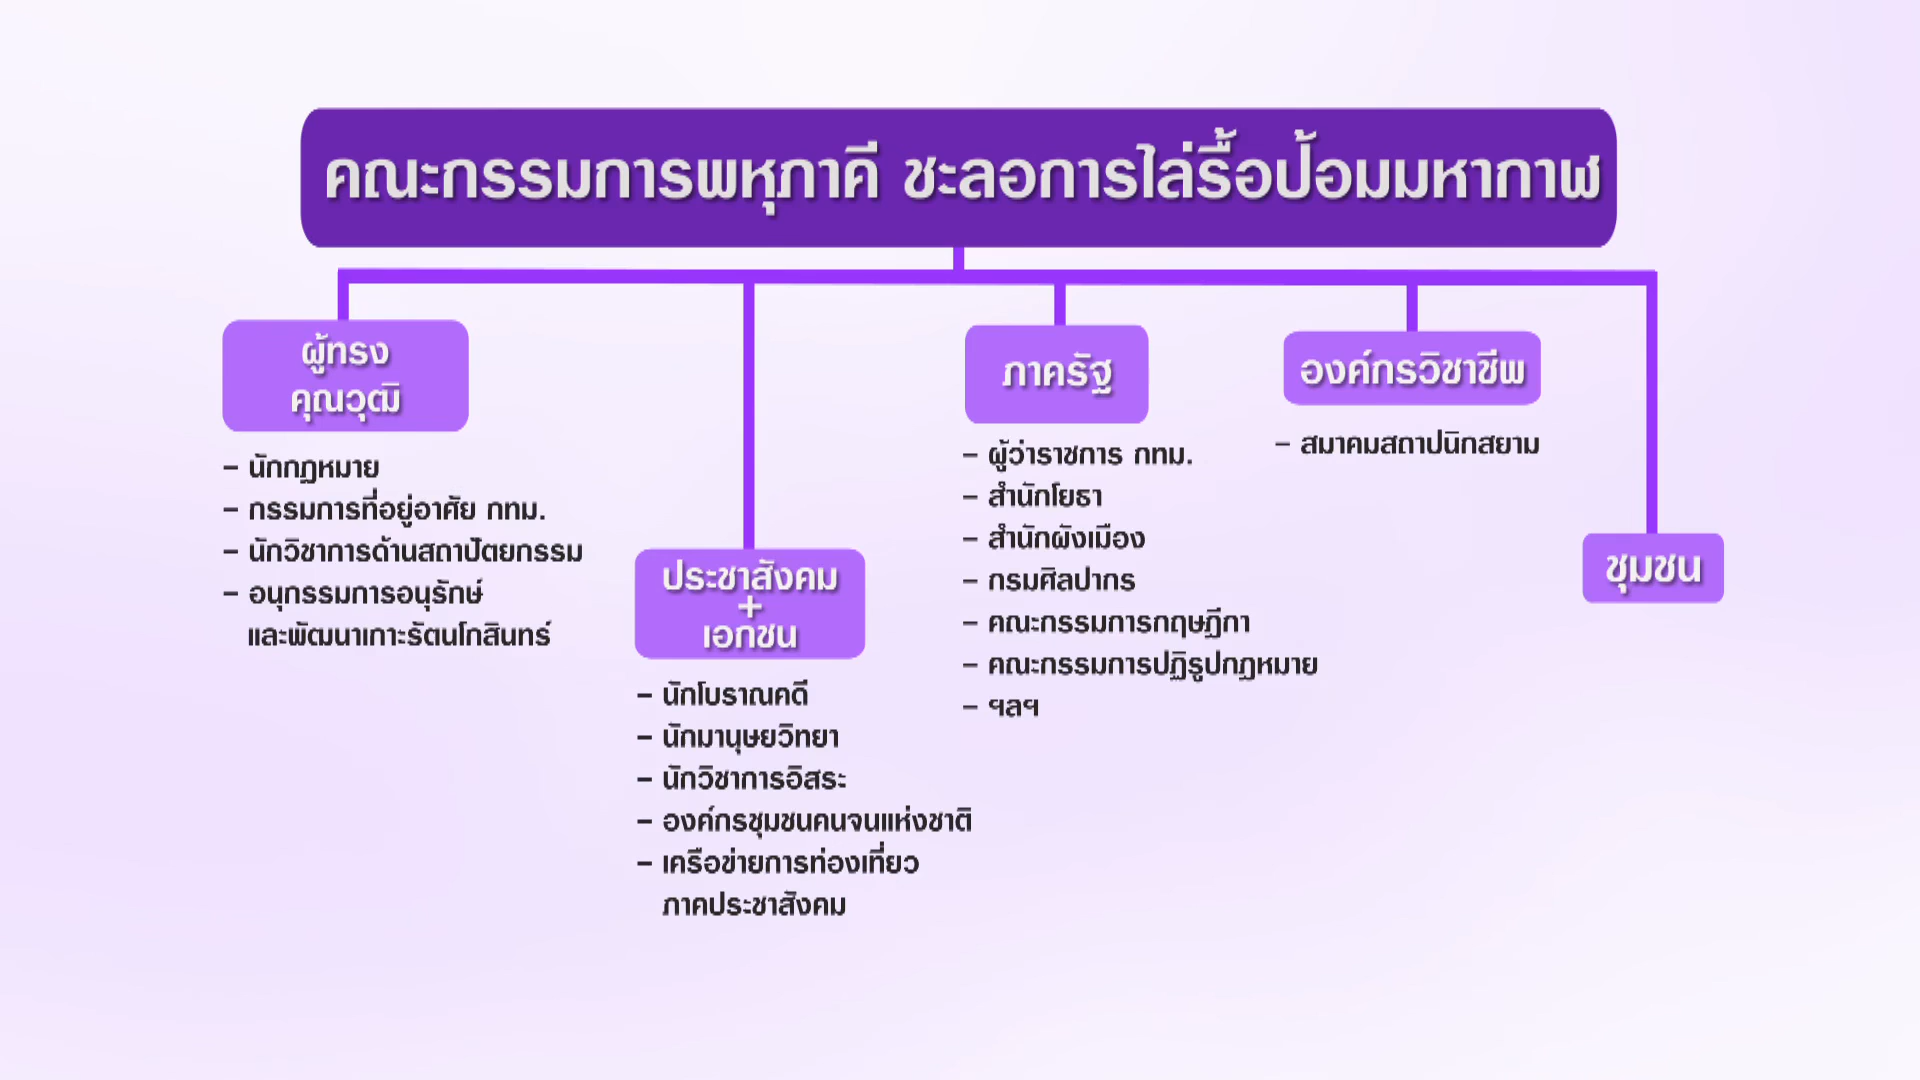 คณะกรรมการพหุภาคี ชะลอการไล่รื้อป้อมมหากาฬ
ผู้ทรง
คุณวุฒิ
– นักกฎหมาย
– กรรมการที่อยู่อาศัย กทม.
– นักวิชาการด้านสถาปัตยกรรม
– อนุกรรมการอนุรักษ์
และพัฒนาเกาะรัตนโกสินทร์
ประชาสังคม
+
เอกชน
– นักโบราณคดี
– นักมานุษยวิทยา
– นักวิชาการอิสระ
– องค์กรชุมชนคนจนแห่งชาติ
– เครือข่ายการท่องเที่ยว
ภาคประชาสังคม
ภาครัฐ
– ผู้ว่าราชการ กทม.
– สำนักโยธา
– สำนักผังเมือง
– กรมศิลปากร
– คณะกรรมการกฤษฎีกา
– คณะกรรมการปฏิรูปกฎหมาย
– ฯลฯ
องค์กรวิชาชีพ
– สมาคมสถาปนิกสยาม
ชุมชน